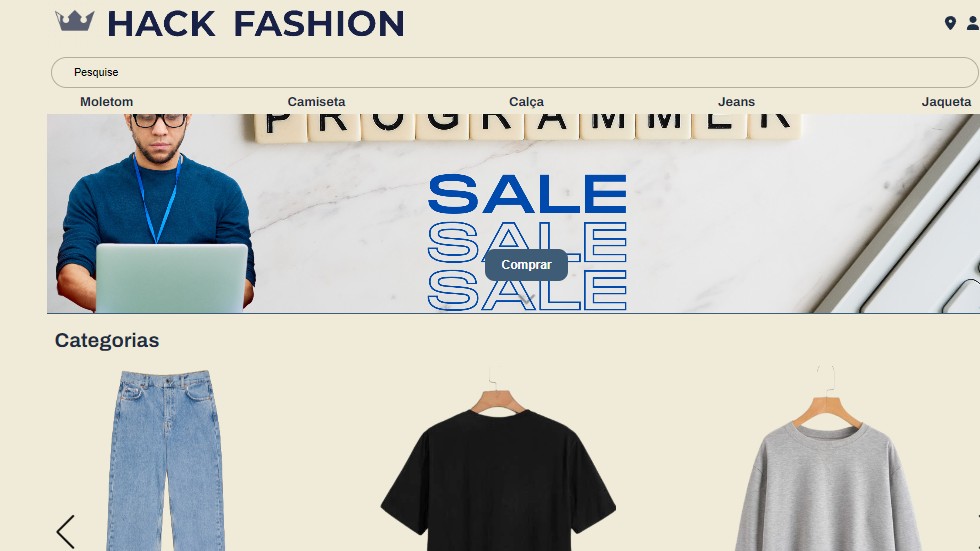 HACK FASHION
Pesquise
Moletom Camiseta Calça Jeans Jaqueta
PROGRAMMER
SALE
SALE
Comprar
SALE
Categorias